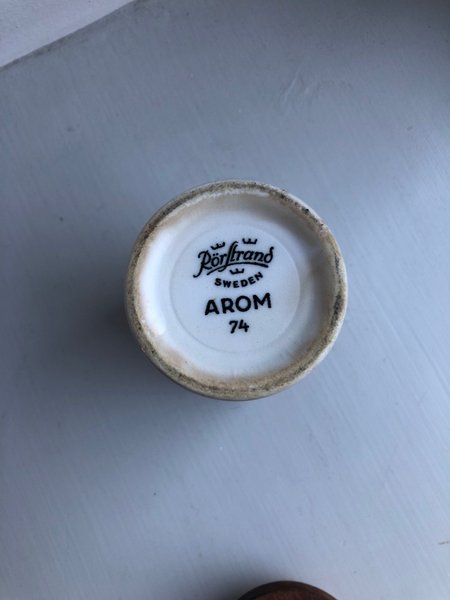 Rörstrand
SWEDEN
AROM
74